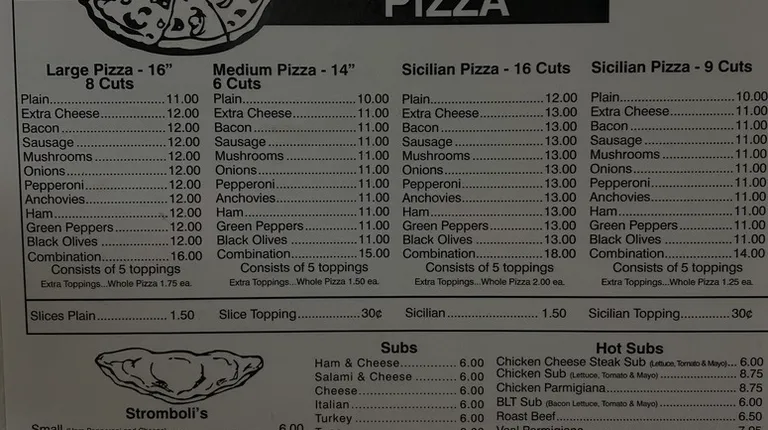 PIZZA
Large Pizza - 16”
8 Cuts
Plain 11.00
Extra Cheese 12.00
Bacon 12.00
Sausage 12.00
Mushrooms 12.00
Onions 12.00
Pepperoni 12.00
Anchovies 12.00
Ham 12.00
Green Peppers 12.00
Black Olives 12.00
Combination 16.00
Consists of 5 toppings
Extra Toppings...Whole Pizza 1.75 ea.
Medium Pizza - 14”
6 Cuts
Plain 10.00
Extra Cheese 11.00
Bacon 11.00
Sausage 11.00
Mushrooms 11.00
Onions 11.00
Pepperoni 11.00
Anchovies 11.00
Ham 11.00
Green Peppers 11.00
Black Olives 11.00
Combination 15.00
Consists of 5 toppings
Extra Toppings...Whole Pizza 1.50 ea.
Sicilian Pizza - 16 Cuts
Plain 12.00
Extra Cheese 13.00
Bacon 13.00
Sausage 13.00
Mushrooms 13.00
Onions 13.00
Pepperoni 13.00
Anchovies 13.00
Ham 13.00
Green Peppers 13.00
Black Olives 13.00
Combination 18.00
Consists of 5 toppings
Extra Toppings...Whole Pizza 2.00 ea.
Sicilian Pizza - 9 Cuts
Plain 10.00
Extra Cheese 11.00
Bacon 11.00
Sausage 11.00
Mushrooms 11.00
Onions 11.00
Pepperoni 11.00
Anchovies 11.00
Ham 11.00
Green Peppers 11.00
Black Olives 11.00
Combination 14.00
Consists of 5 toppings
Extra Toppings...Whole Pizza 1.25 ea.
Slices Plain 1.50
Slice Topping 30¢
Sicilian 1.50
Sicilian Topping 30¢
Stromboli's
Small 6.00
Subs
Ham & Cheese 6.00
Salami & Cheese 6.00
Cheese 6.00
Italian 6.00
Turkey 6.00
Hot Subs
Chicken Cheese Steak Sub (Lettuce, Tomato & Mayo) 6.00
Chicken Sub (Lettuce, Tomato & Mayo) 8.75
Chicken Parmigiana 8.75
BLT Sub (Bacon Lettuce, Tomato & Mayo) 6.00
Roast Beef 6.50
Veal Parmigiana